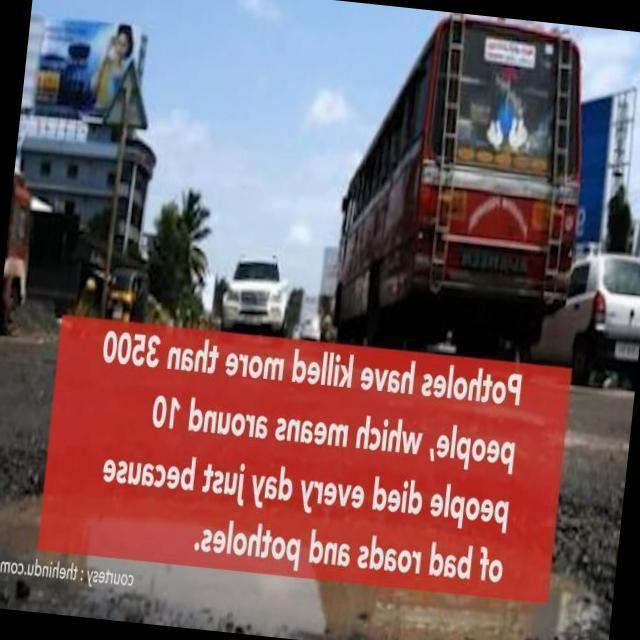 Potholes have killed more than 3500
people, which means around 10
people died every day just because
of bad roads and potholes.
courtesy : thehindu.com